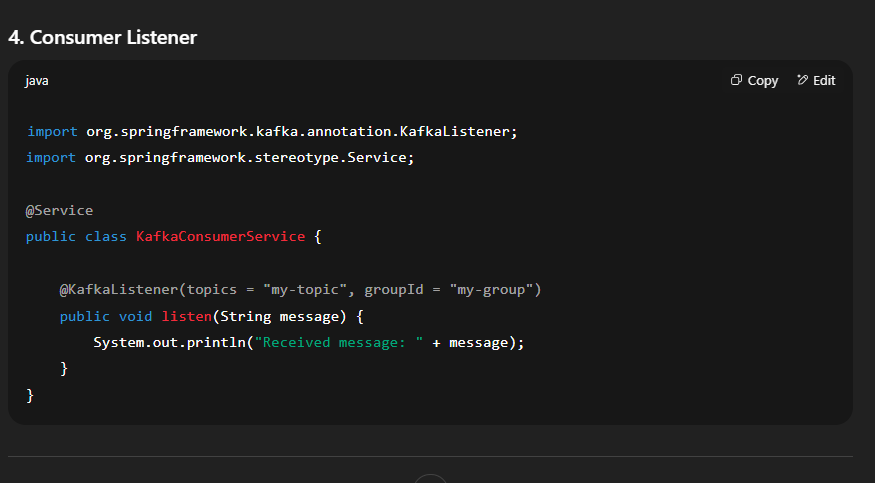 4. Consumer Listener
java
Copy
Edit
import org.springframework.kafka.annotation.KafkaListener;
import org.springframework.stereotype.Service;
@Service
public class KafkaConsumerService {
@KafkaListener(topics = "my-topic", groupId = "my-group")
public void listen(String message) {
System.out.println("Received message: " + message);
}
}